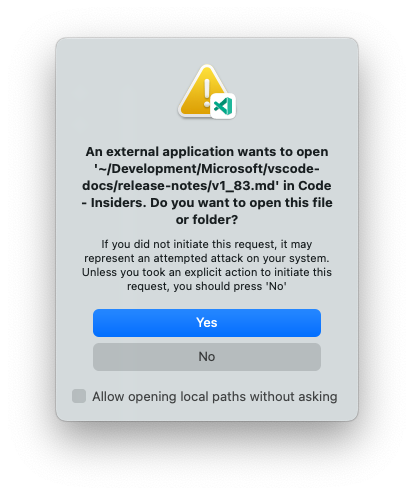 An external application wants to open
'~/Development/Microsoft/vscode-
docs/release-notes/v1_83.md' in Code
- Insiders. Do you want to open this file
or folder?
If you did not initiate this request, it may
represent an attempted attack on your system.
Unless you took an explicit action to initiate this
request, you should press 'No'
Yes
No
Allow opening local paths without asking